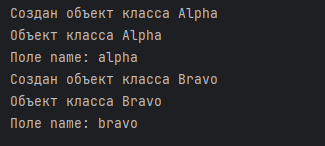 Создан объект класса Alpha
Объект класса Alpha
Поле name: alpha
Создан объект класса Bravo
Объект класса Bravo
Поле name: bravo